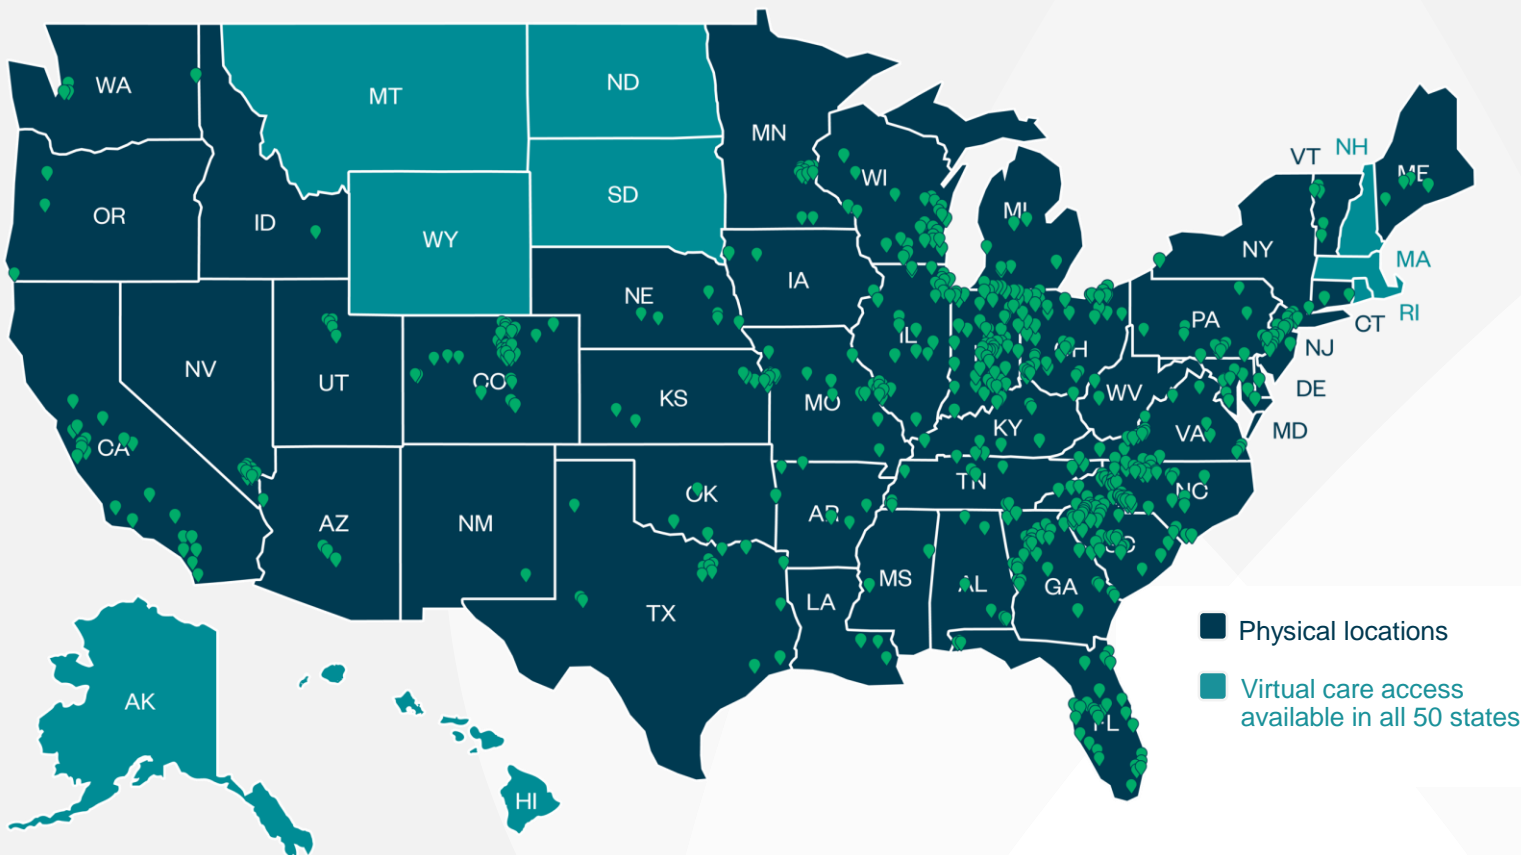 WA
MT
ND
MN
VT
NH
ME
OR
ID
SD
WI
MI
WY
NY
MA
NE
IA
RI
NV
UT
CO
IL
OH
PA
CT
NJ
KS
MO
WV
DE
CA
KY
VA
MD
AZ
NM
OK
AR
TN
NC
SC
TX
LA
MS
AL
GA
Physical locations
AK
Virtual care access
available in all 50 states
FL
HI